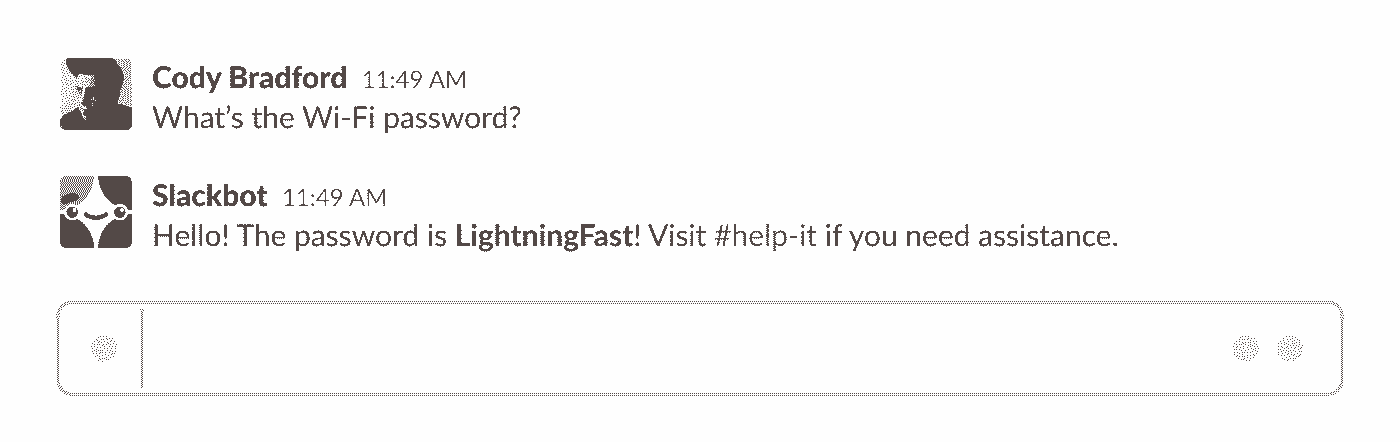 Cody Bradford 11:49 AM
What’s the Wi-Fi password?
Slackbot 11:49 AM
Hello! The password is LightningFast! Visit #help-it if you need assistance.